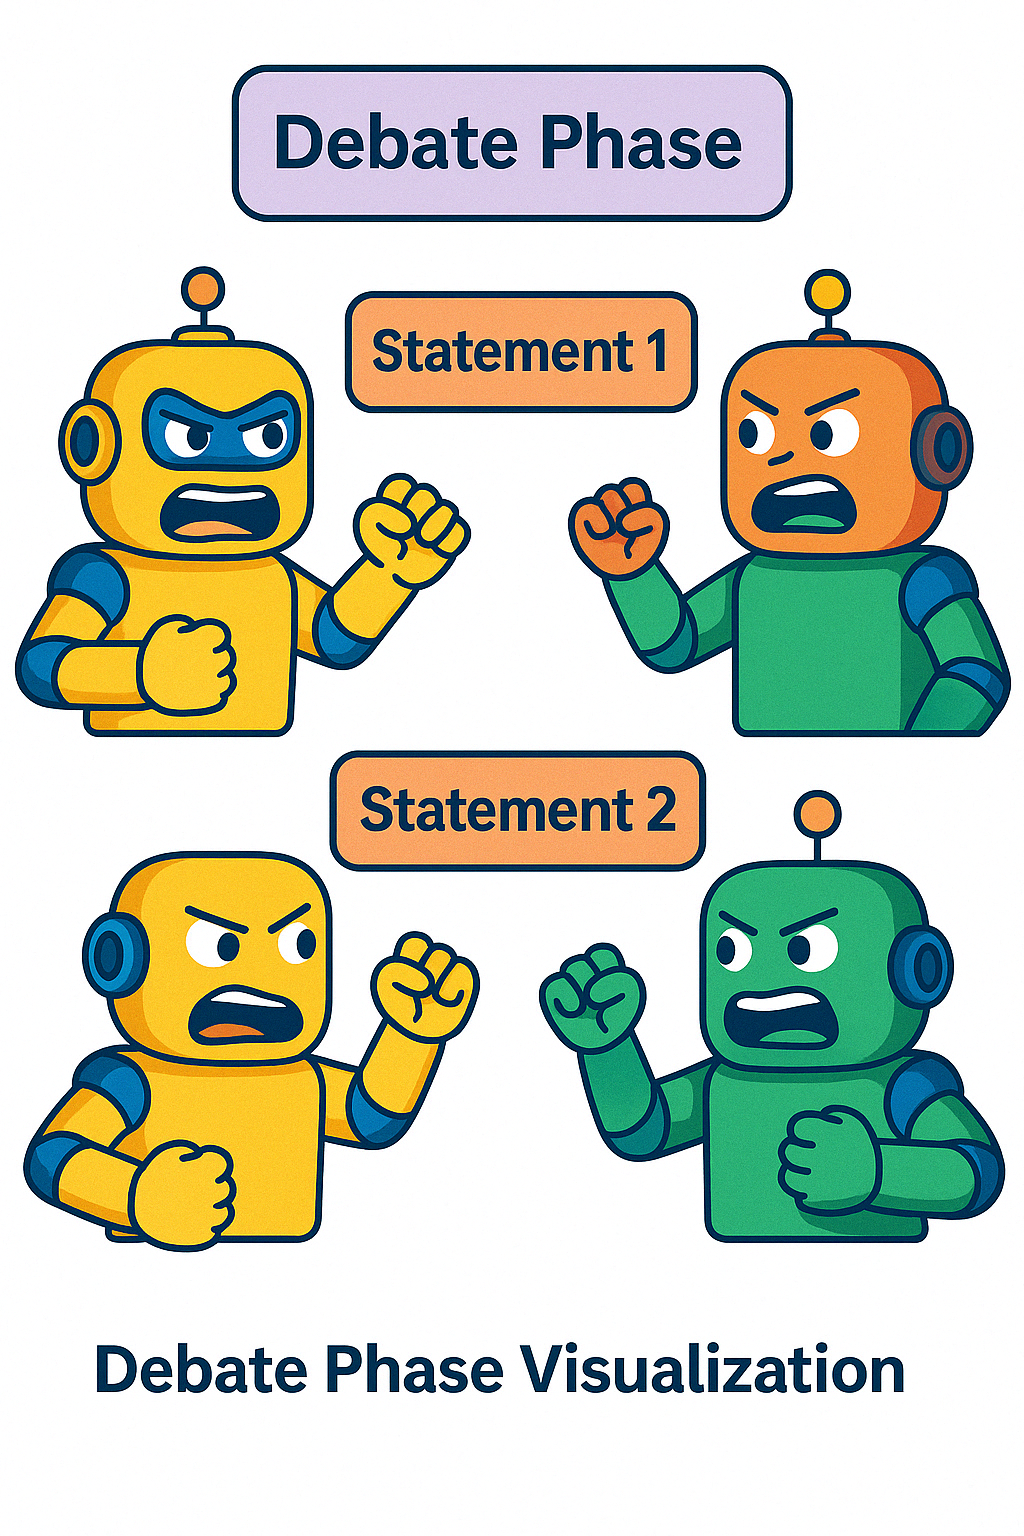 Debate Phase
Statement 1
Statement 2
Debate Phase Visualization